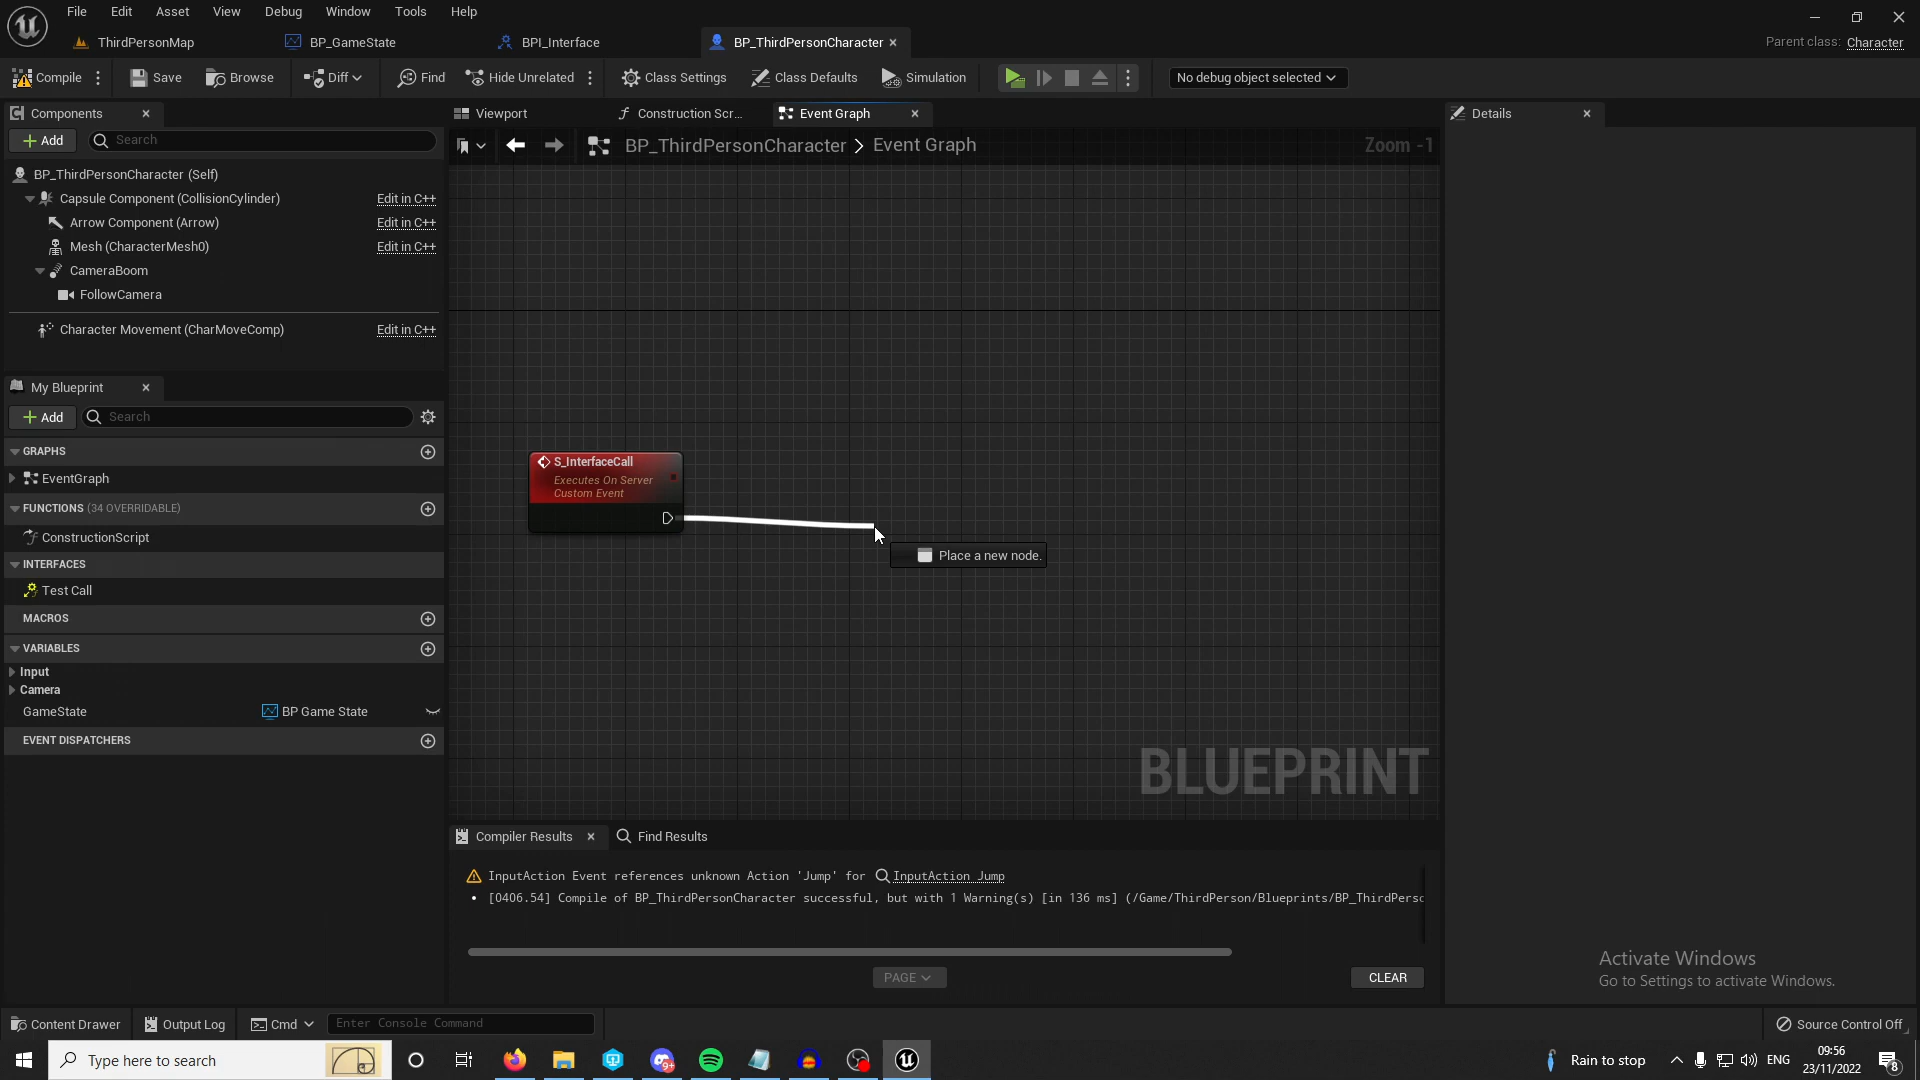 File Edit Asset View Debug Window Tools Help
ThirdPersonMap BP_GameState BPI_Interface BP_ThirdPersonCharacter
Parent class: Character
Compile Save Browse Diff Find Hide Unrelated Class Settings Class Defaults Simulation No debug object selected
Components
Add Search
BP_ThirdPersonCharacter (Self)
Capsule Component (CollisionCylinder) Edit in C++
Arrow Component (Arrow) Edit in C++
Mesh (CharacterMesh0) Edit in C++
CameraBoom
FollowCamera
Character Movement (CharMoveComp) Edit in C++
My Blueprint
Add Search
GRAPHS
EventGraph
FUNCTIONS (34 OVERRIDABLE)
ConstructionScript
INTERFACES
Test Call
MACROS
VARIABLES
Input
Camera
GameState BP Game State
EVENT DISPATCHERS
Viewport Construction Scr... Event Graph
BP_ThirdPersonCharacter > Event Graph Zoom -1
S_InterfaceCall
Executes On Server
Custom Event
Place a new node.
BLUEPRINT
Compiler Results Find Results
InputAction Event references unknown Action 'Jump' for InputAction Jump
[0406.54] Compile of BP_ThirdPersonCharacter successful, but with 1 Warning(s) [in 136 ms] (/Game/ThirdPerson/Blueprints/BP_ThirdPerso
PAGE CLEAR
Details
Activate Windows
Go to Settings to activate Windows.
Content Drawer Output Log Cmd Enter Console Command Source Control Off
Type here to search Rain to stop ENG 09:56
23/11/2022
9+
8